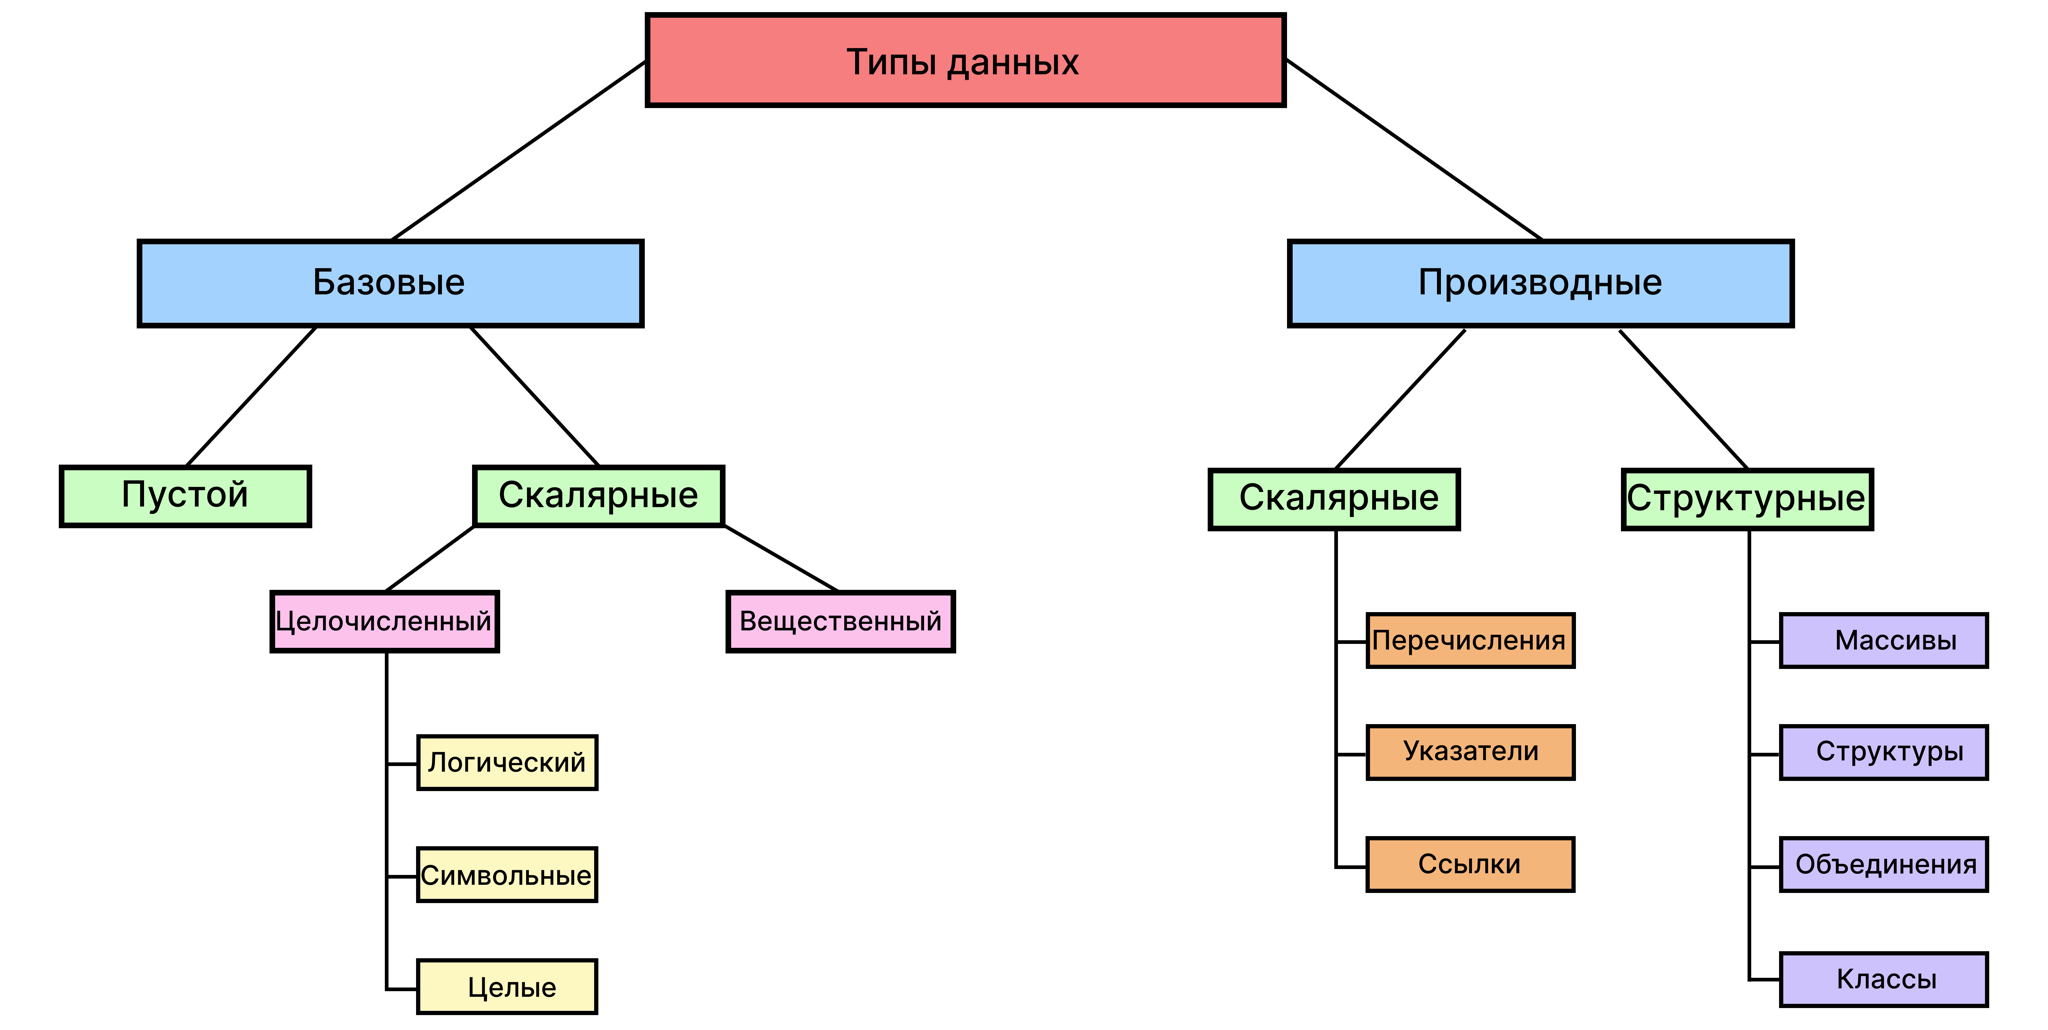 Типы данных
Базовые
Производные
Пустой
Скалярные
Скалярные
Структурные
Целочисленный
Вещественный
Перечисления
Массивы
Указатели
Структуры
Логический
Ссылки
Объединения
Символьные
Классы
Целые